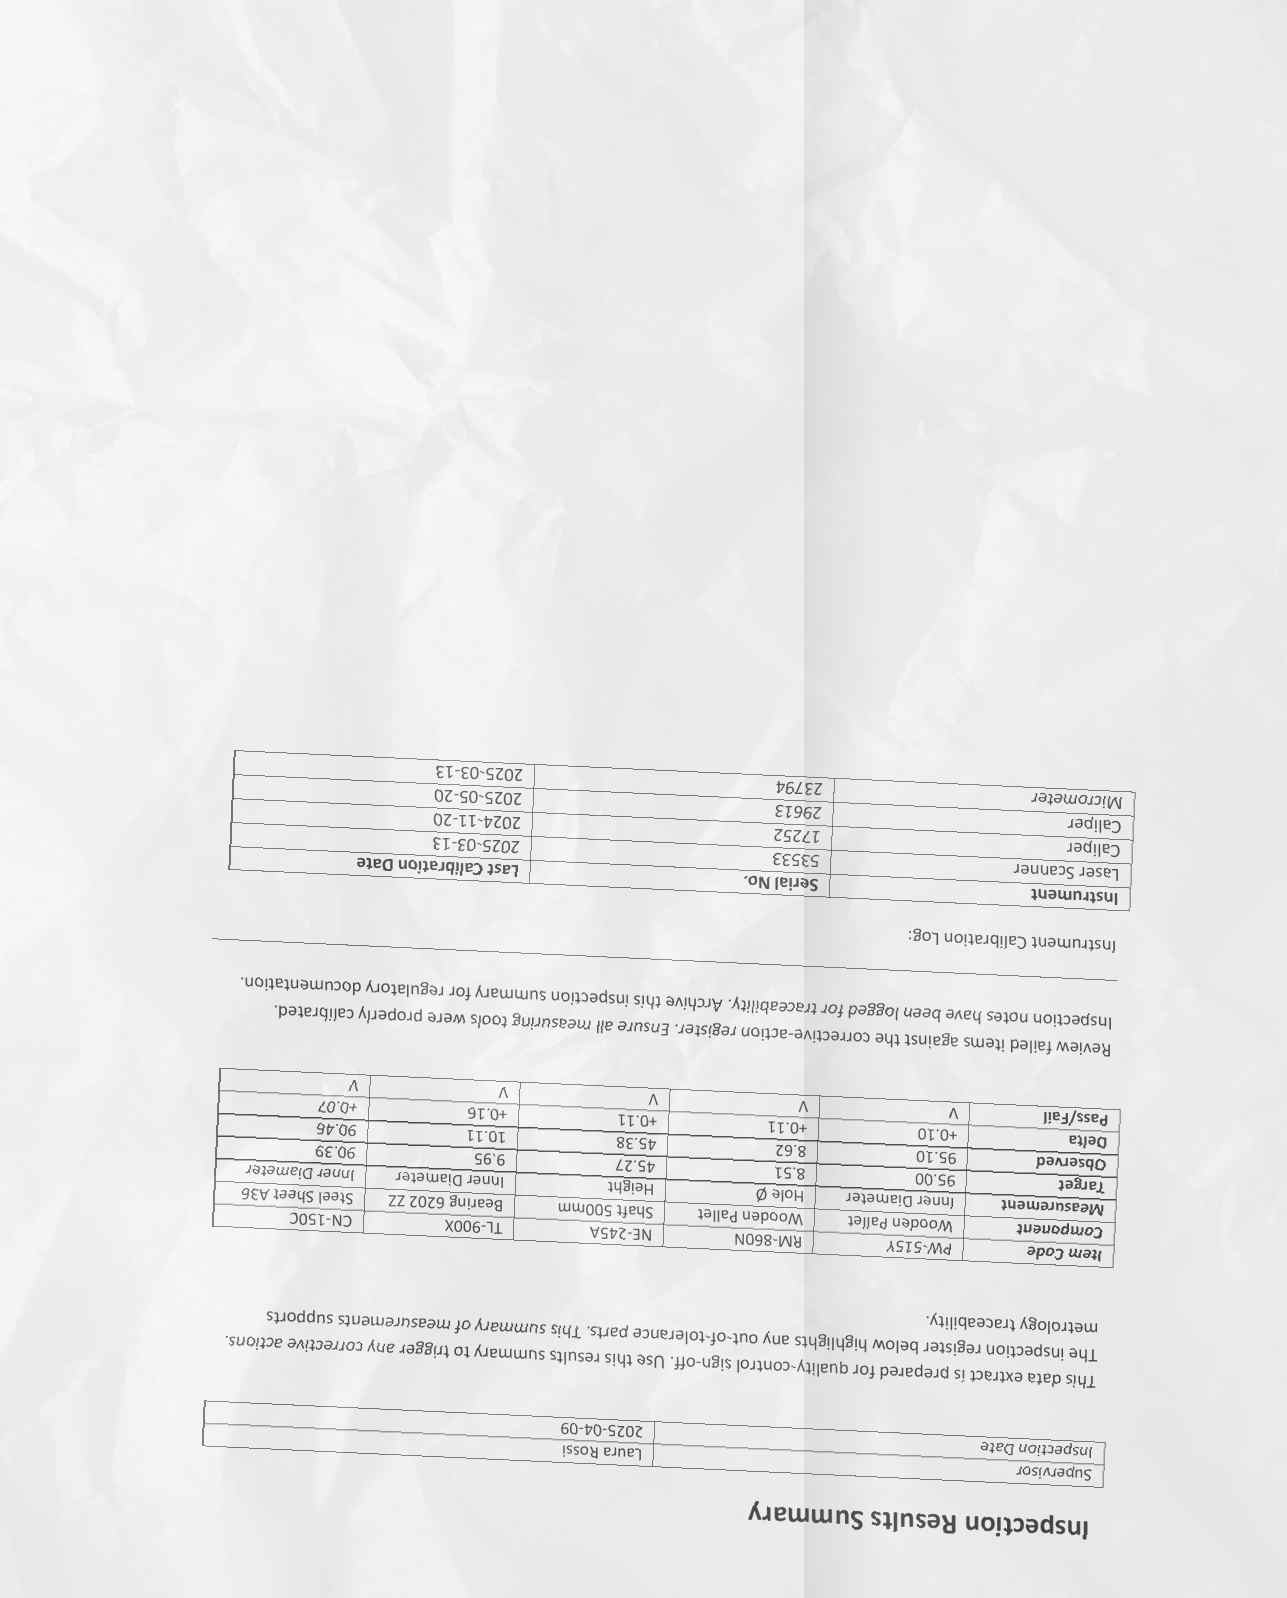 Inspection Results Summary
Supervisor Laura Rossi
Inspection Date 2025-04-09
This data extract is prepared for quality-control sign-off. Use this results summary to trigger any corrective actions.
The inspection register below highlights any out-of-tolerance parts. This summary of measurements supports
metrology traceability.
Item Code PW-515Y RM-860N NE-245A TL-900X CN-150C
Component Wooden Pallet Wooden Pallet Shaft 500mm Bearing 6202 ZZ Steel Sheet A36
Measurement Inner Diameter Hole Ø Height Inner Diameter Inner Diameter
Target 95.00 8.51 45.27 9.95 90.39
Observed 95.10 8.62 45.38 10.11 90.46
Delta +0.10 +0.11 +0.11 +0.16 +0.07
Pass/Fail V V V V V
Review failed items against the corrective-action register. Ensure all measuring tools were properly calibrated.
Inspection notes have been logged for traceability. Archive this inspection summary for regulatory documentation.
Instrument Calibration Log:
Instrument Serial No. Last Calibration Date
Laser Scanner 53533 2025-03-13
Caliper 17252 2024-11-20
Caliper 29613 2025-05-20
Micrometer 23794 2025-03-13